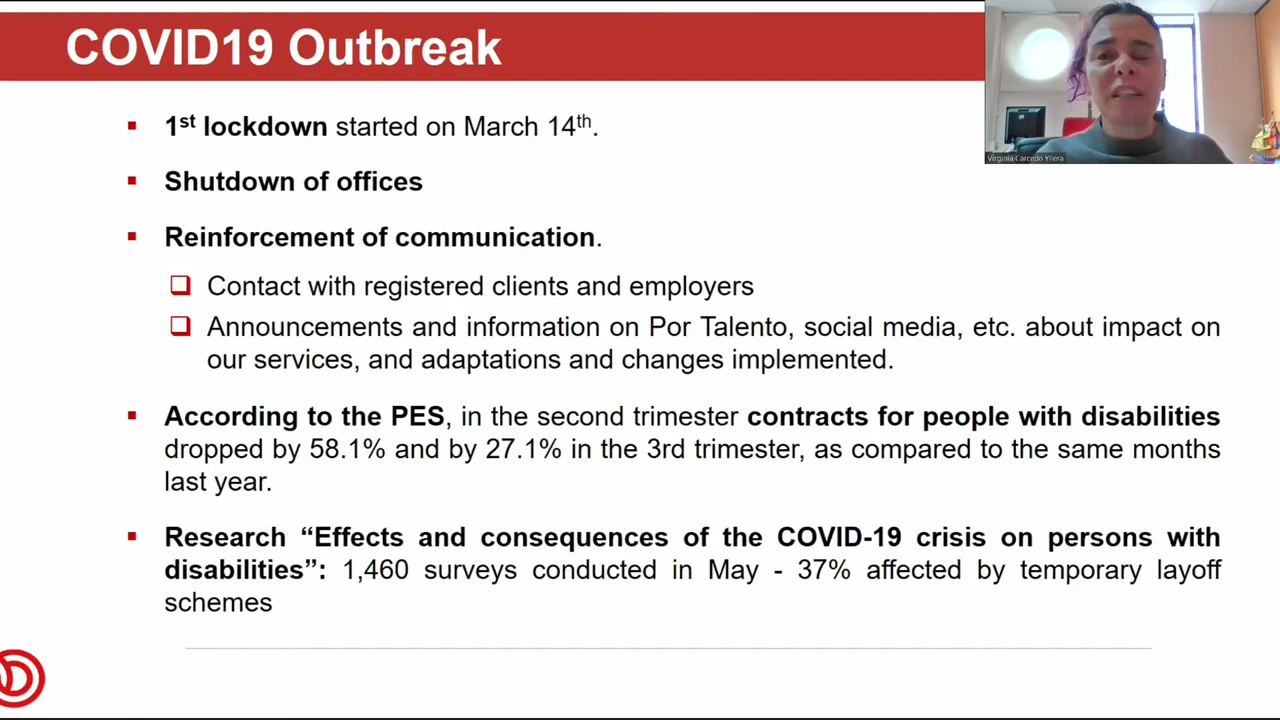 COVID19 Outbreak
Virginia Carcedo Yllera
▪ 1st lockdown started on March 14th.
▪ Shutdown of offices
▪ Reinforcement of communication.
❑ Contact with registered clients and employers
❑ Announcements and information on Por Talento, social media, etc. about impact on
our services, and adaptations and changes implemented.
▪ According to the PES, in the second trimester contracts for people with disabilities
dropped by 58.1% and by 27.1% in the 3rd trimester, as compared to the same months
last year.
▪ Research “Effects and consequences of the COVID-19 crisis on persons with
disabilities”: 1,460 surveys conducted in May - 37% affected by temporary layoff
schemes